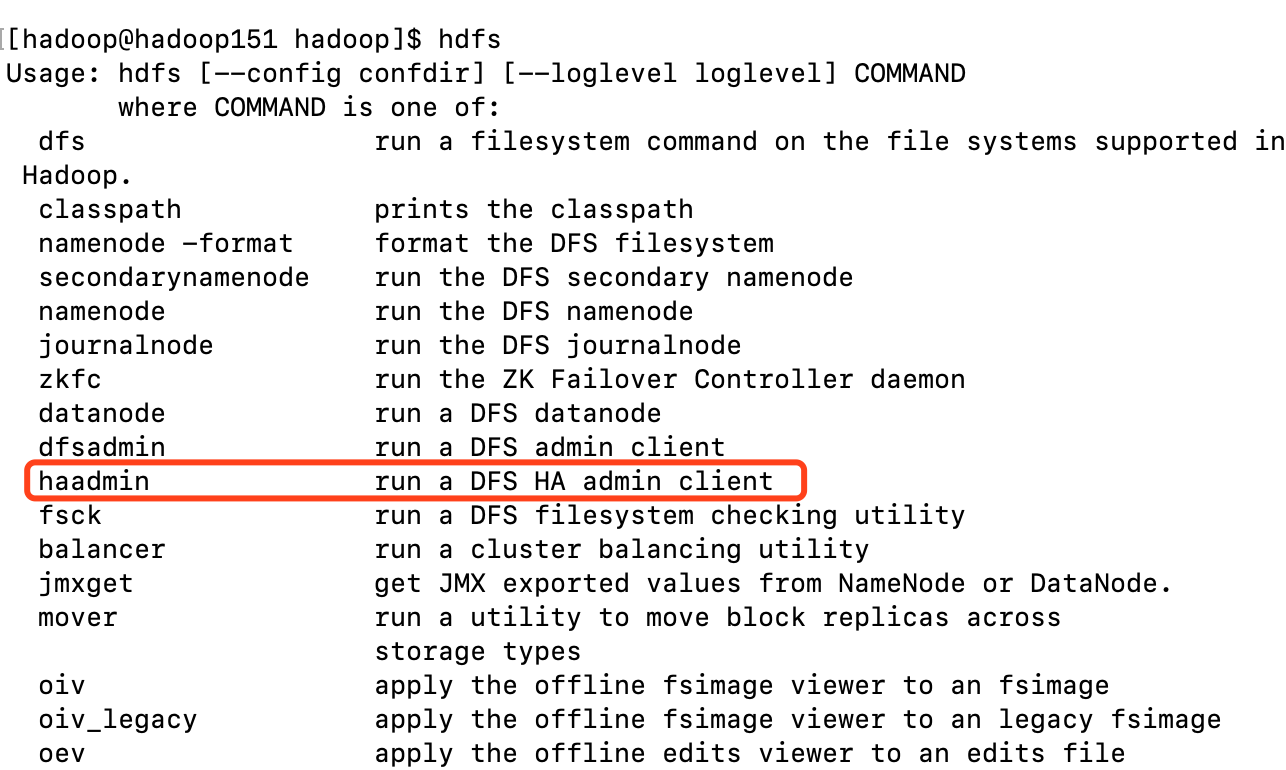 [[hadoop@hadoop151 hadoop]$ hdfs
Usage: hdfs [--config confdir] [--loglevel loglevel] COMMAND
       where COMMAND is one of:
  dfs                  run a filesystem command on the file systems supported in
 Hadoop.
  classpath            prints the classpath
  namenode -format     format the DFS filesystem
  secondarynamenode    run the DFS secondary namenode
  namenode             run the DFS namenode
  journalnode          run the DFS journalnode
  zkfc                 run the ZK Failover Controller daemon
  datanode             run a DFS datanode
  dfsadmin             run a DFS admin client
  haadmin              run a DFS HA admin client
  fsck                 run a DFS filesystem checking utility
  balancer             run a cluster balancing utility
  jmxget               get JMX exported values from NameNode or DataNode.
  mover                run a utility to move block replicas across
                       storage types
  oiv                  apply the offline fsimage viewer to an fsimage
  oiv_legacy           apply the offline fsimage viewer to an legacy fsimage
  oev                  apply the offline edits viewer to an edits file